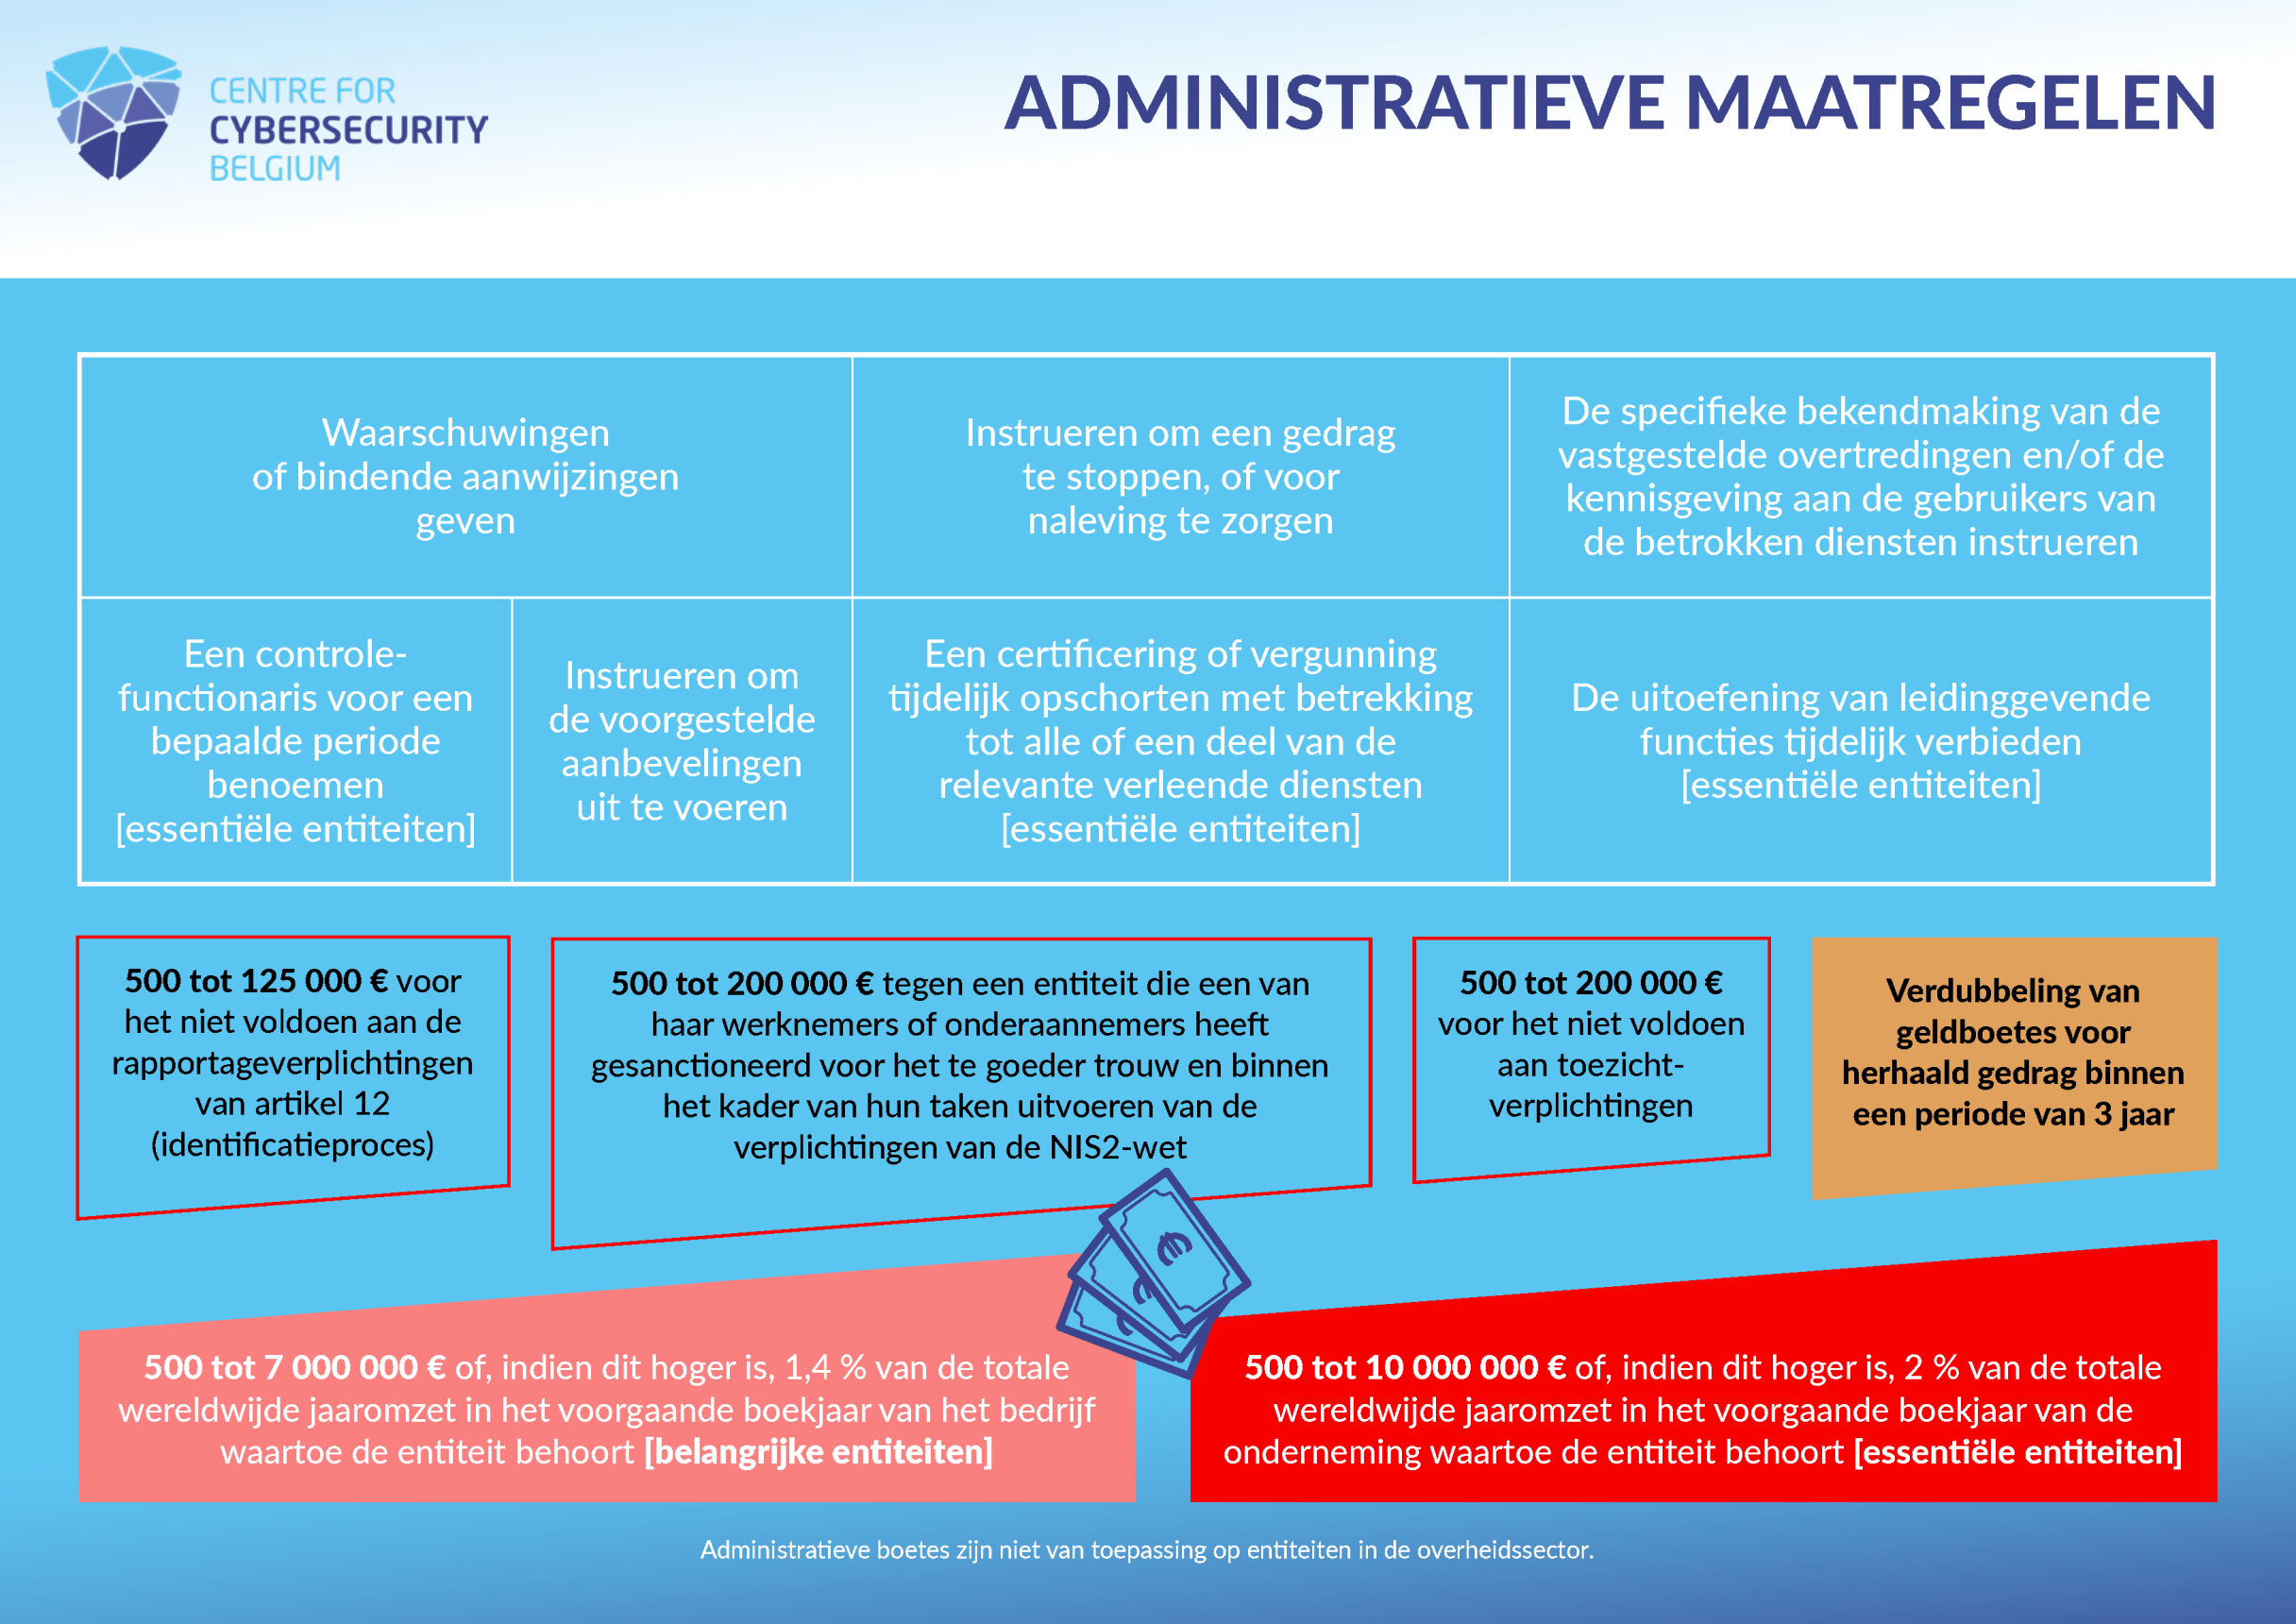 CENTRE FOR
CYBERSECURITY
BELGIUM
ADMINISTRATIEVE MAATREGELEN
Waarschuwingen
of bindende aanwijzingen
geven
Instrueren om een gedrag
te stoppen, of voor
naleving te zorgen
De specifieke bekendmaking van de
vastgestelde overtredingen en/of de
kennisgeving aan de gebruikers van
de betrokken diensten instrueren
Een controle-
functionaris voor een
bepaalde periode
benoemen
[essentiële entiteiten]
Instrueren om
de voorgestelde
aanbevelingen
uit te voeren
Een certificering of vergunning
tijdelijk opschorten met betrekking
tot alle of een deel van de
relevante verleende diensten
[essentiële entiteiten]
De uitoefening van leidinggevende
functies tijdelijk verbieden
[essentiële entiteiten]
500 tot 125 000 € voor
het niet voldoen aan de
rapportageverplichtingen
van artikel 12
(identificatieproces)
500 tot 200 000 € tegen een entiteit die een van
haar werknemers of onderaannemers heeft
gesanctioneerd voor het te goeder trouw en binnen
het kader van hun taken uitvoeren van de
verplichtingen van de NIS2-wet
500 tot 200 000 €
voor het niet voldoen
aan toezicht-
verplichtingen
Verdubbeling van
geldboetes voor
herhaald gedrag binnen
een periode van 3 jaar
€
€
€
500 tot 7 000 000 € of, indien dit hoger is, 1,4 % van de totale
wereldwijde jaaromzet in het voorgaande boekjaar van het bedrijf
waartoe de entiteit behoort [belangrijke entiteiten]
500 tot 10 000 000 € of, indien dit hoger is, 2 % van de totale
wereldwijde jaaromzet in het voorgaande boekjaar van de
onderneming waartoe de entiteit behoort [essentiële entiteiten]
Administratieve boetes zijn niet van toepassing op entiteiten in de overheidssector.